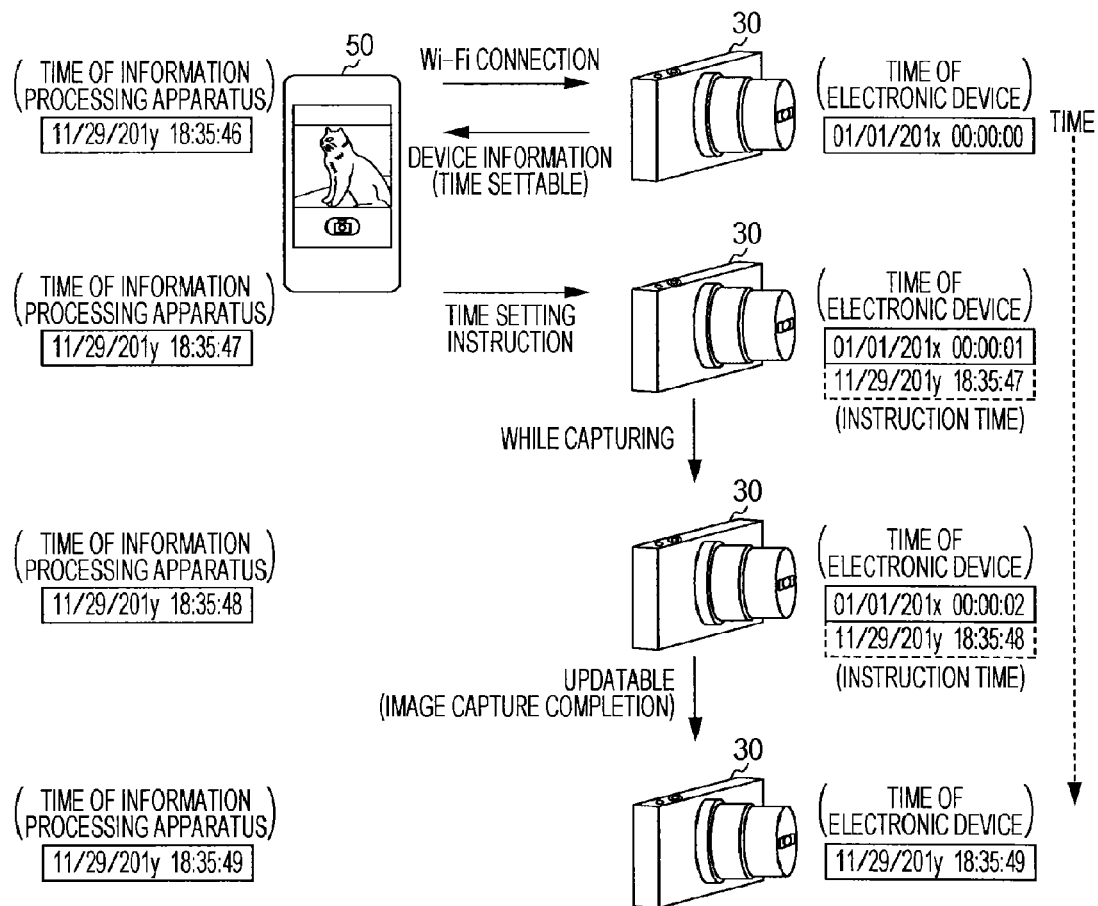 50
30
Wi-Fi CONNECTION
TIME OF INFORMATION
PROCESSING APPARATUS
11/29/201y 18:35:46
DEVICE INFORMATION
(TIME SETTABLE)
TIME OF
ELECTRONIC DEVICE
01/01/201x 00:00:00
TIME
30
TIME OF INFORMATION
PROCESSING APPARATUS
11/29/201y 18:35:47
TIME SETTING
INSTRUCTION
TIME OF
ELECTRONIC DEVICE
01/01/201x 00:00:01
11/29/201y 18:35:47
(INSTRUCTION TIME)
WHILE CAPTURING
30
TIME OF INFORMATION
PROCESSING APPARATUS
11/29/201y 18:35:48
TIME OF
ELECTRONIC DEVICE
01/01/201x 00:00:02
11/29/201y 18:35:48
(INSTRUCTION TIME)
UPDATABLE
(IMAGE CAPTURE COMPLETION)
30
TIME OF INFORMATION
PROCESSING APPARATUS
11/29/201y 18:35:49
TIME OF
ELECTRONIC DEVICE
11/29/201y 18:35:49